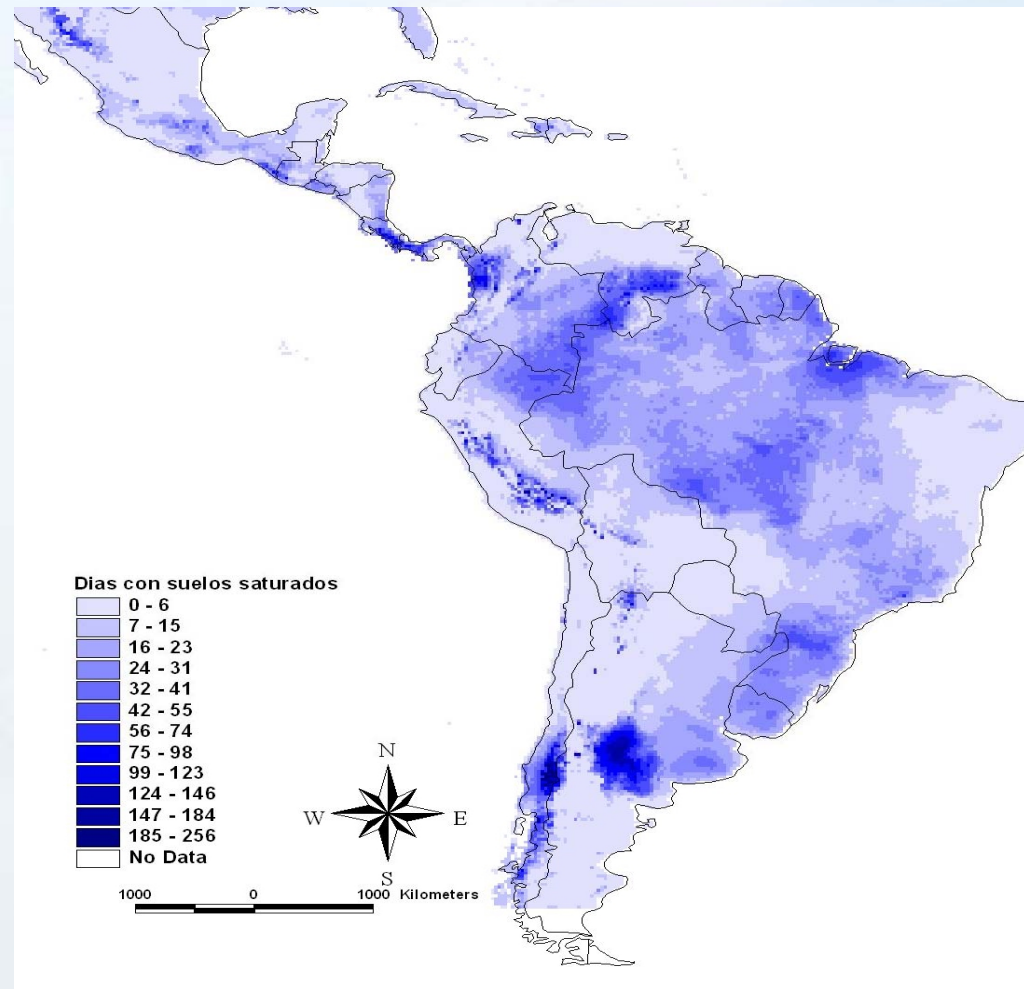 Dias con suelos saturados
0 - 6
7 - 15
16 - 23
24 - 31
32 - 41
42 - 55
56 - 74
75 - 98
99 - 123
124 - 146
147 - 184
185 - 256
No Data
N
W E
S
1000 0 1000 Kilometers